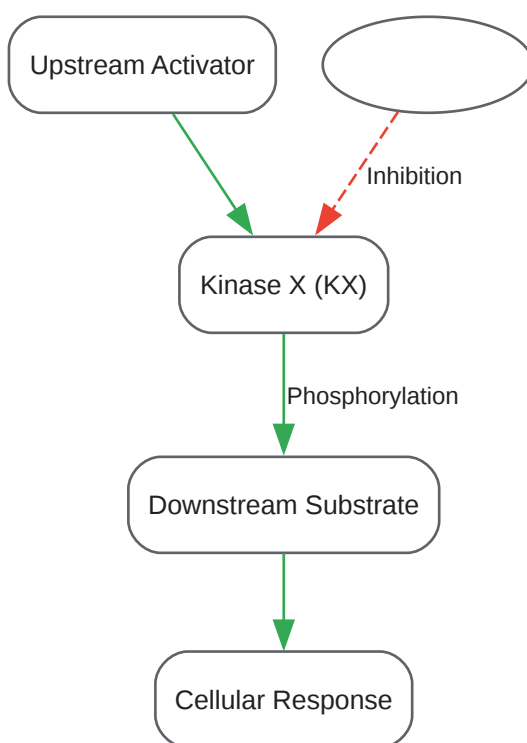 Upstream Activator
Inhibition
Kinase X (KX)
Phosphorylation
Downstream Substrate
Cellular Response